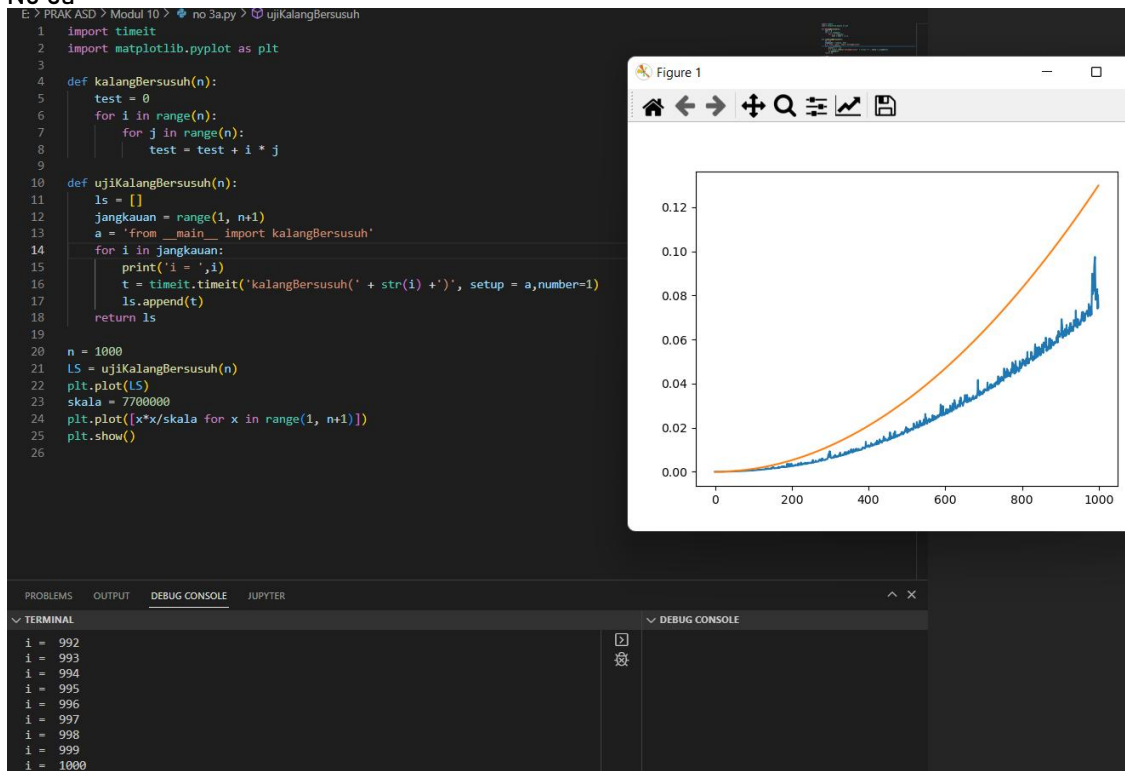 No 3a
E: > PRAK ASD > Modul 10 > no 3a.py > ujiKalangBersusuh
1 import timeit
2 import matplotlib.pyplot as plt
3
4 def kalangBersusuh(n):
5     test = 0
6     for i in range(n):
7         for j in range(n):
8             test = test + i * j
9
10 def ujiKalangBersusuh(n):
11     ls = []
12     jangkauan = range(1, n+1)
13     a = 'from __main__ import kalangBersusuh'
14     for i in jangkauan:
15         print('i = ',i)
16         t = timeit.timeit('kalangBersusuh(' + str(i) +')', setup = a,number=1)
17         ls.append(t)
18     return ls
19
20 n = 1000
21 LS = ujiKalangBersusuh(n)
22 plt.plot(LS)
23 skala = 7700000
24 plt.plot([x*x/skala for x in range(1, n+1)])
25 plt.show()
26
Figure 1
0.12
0.10
0.08
0.06
0.04
0.02
0.00
0 200 400 600 800 1000
PROBLEMS OUTPUT DEBUG CONSOLE JUPYTER
TERMINAL
i =  992
i =  993
i =  994
i =  995
i =  996
i =  997
i =  998
i =  999
i =  1000
DEBUG CONSOLE